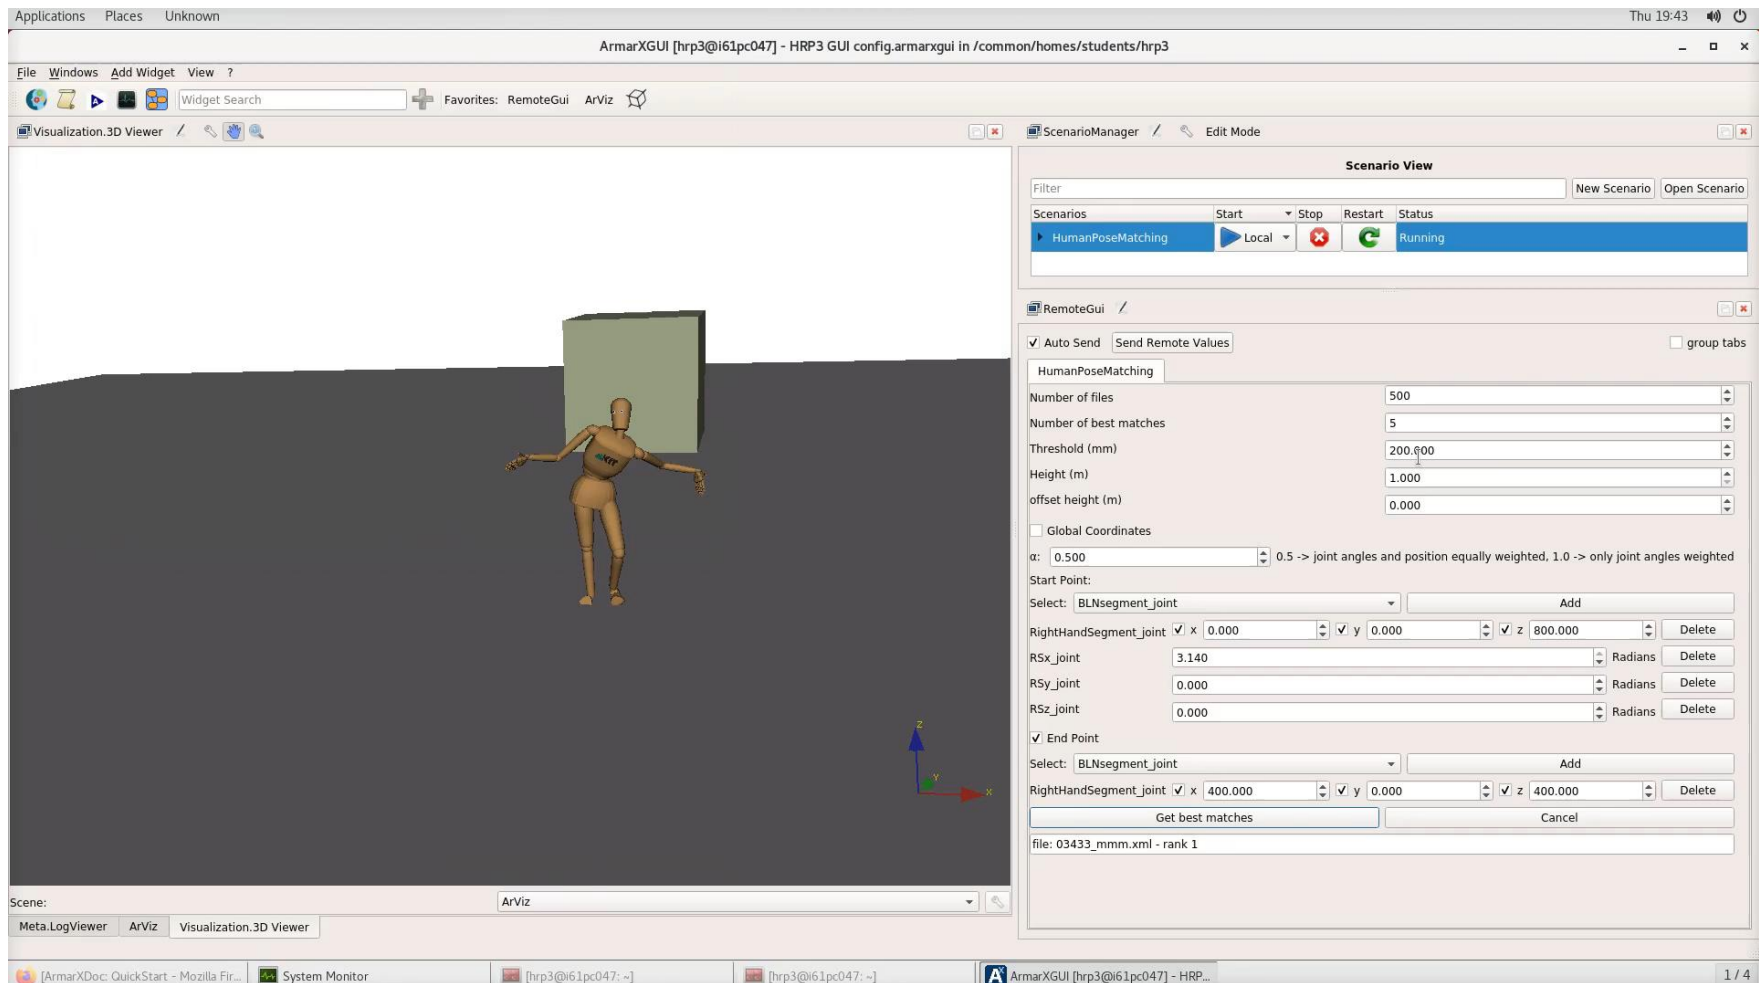 Applications Places Unknown Thu 19:43
ArmarXGUI [hrp3@i61pc047] - HRP3 GUI config.armarxgui in /common/homes/students/hrp3
File Windows Add Widget View ?
Widget Search Favorites: RemoteGui ArViz
Visualization.3D Viewer
KIT
Z
Y
X
Scene: ArViz
Meta.LogViewer ArViz Visualization.3D Viewer
ScenarioManager Edit Mode
Scenario View
Filter New Scenario Open Scenario
Scenarios Start Stop Restart Status
HumanPoseMatching Local Running
RemoteGui
Auto Send Send Remote Values group tabs
HumanPoseMatching
Number of files 500
Number of best matches 5
Threshold (mm) 200.000
Height (m) 1.000
offset height (m) 0.000
Global Coordinates
α: 0.500 0.5 -> joint angles and position equally weighted, 1.0 -> only joint angles weighted
Start Point:
Select: BLNsegment_joint Add
RightHandSegment_joint x 0.000 y 0.000 z 800.000 Delete
RSx_joint 3.140 Radians Delete
RSy_joint 0.000 Radians Delete
RSz_joint 0.000 Radians Delete
End Point
Select: BLNsegment_joint Add
RightHandSegment_joint x 400.000 y 0.000 z 400.000 Delete
Get best matches Cancel
file: 03433_mmm.xml - rank 1
[ArmarXDoc: QuickStart - Mozilla Fir... System Monitor [hrp3@i61pc047: ~] [hrp3@i61pc047: ~] ArmarXGUI [hrp3@i61pc047] - HRP... 1 / 4